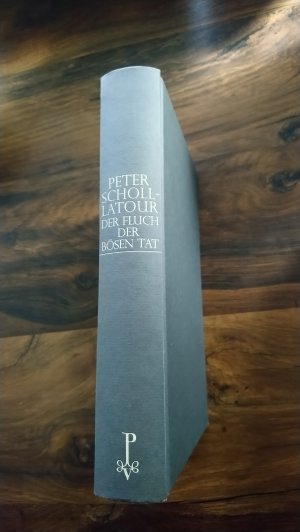 PETER
SCHOLL-
LATOUR
DER FLUCH
DER
BÖSEN TAT
P
V